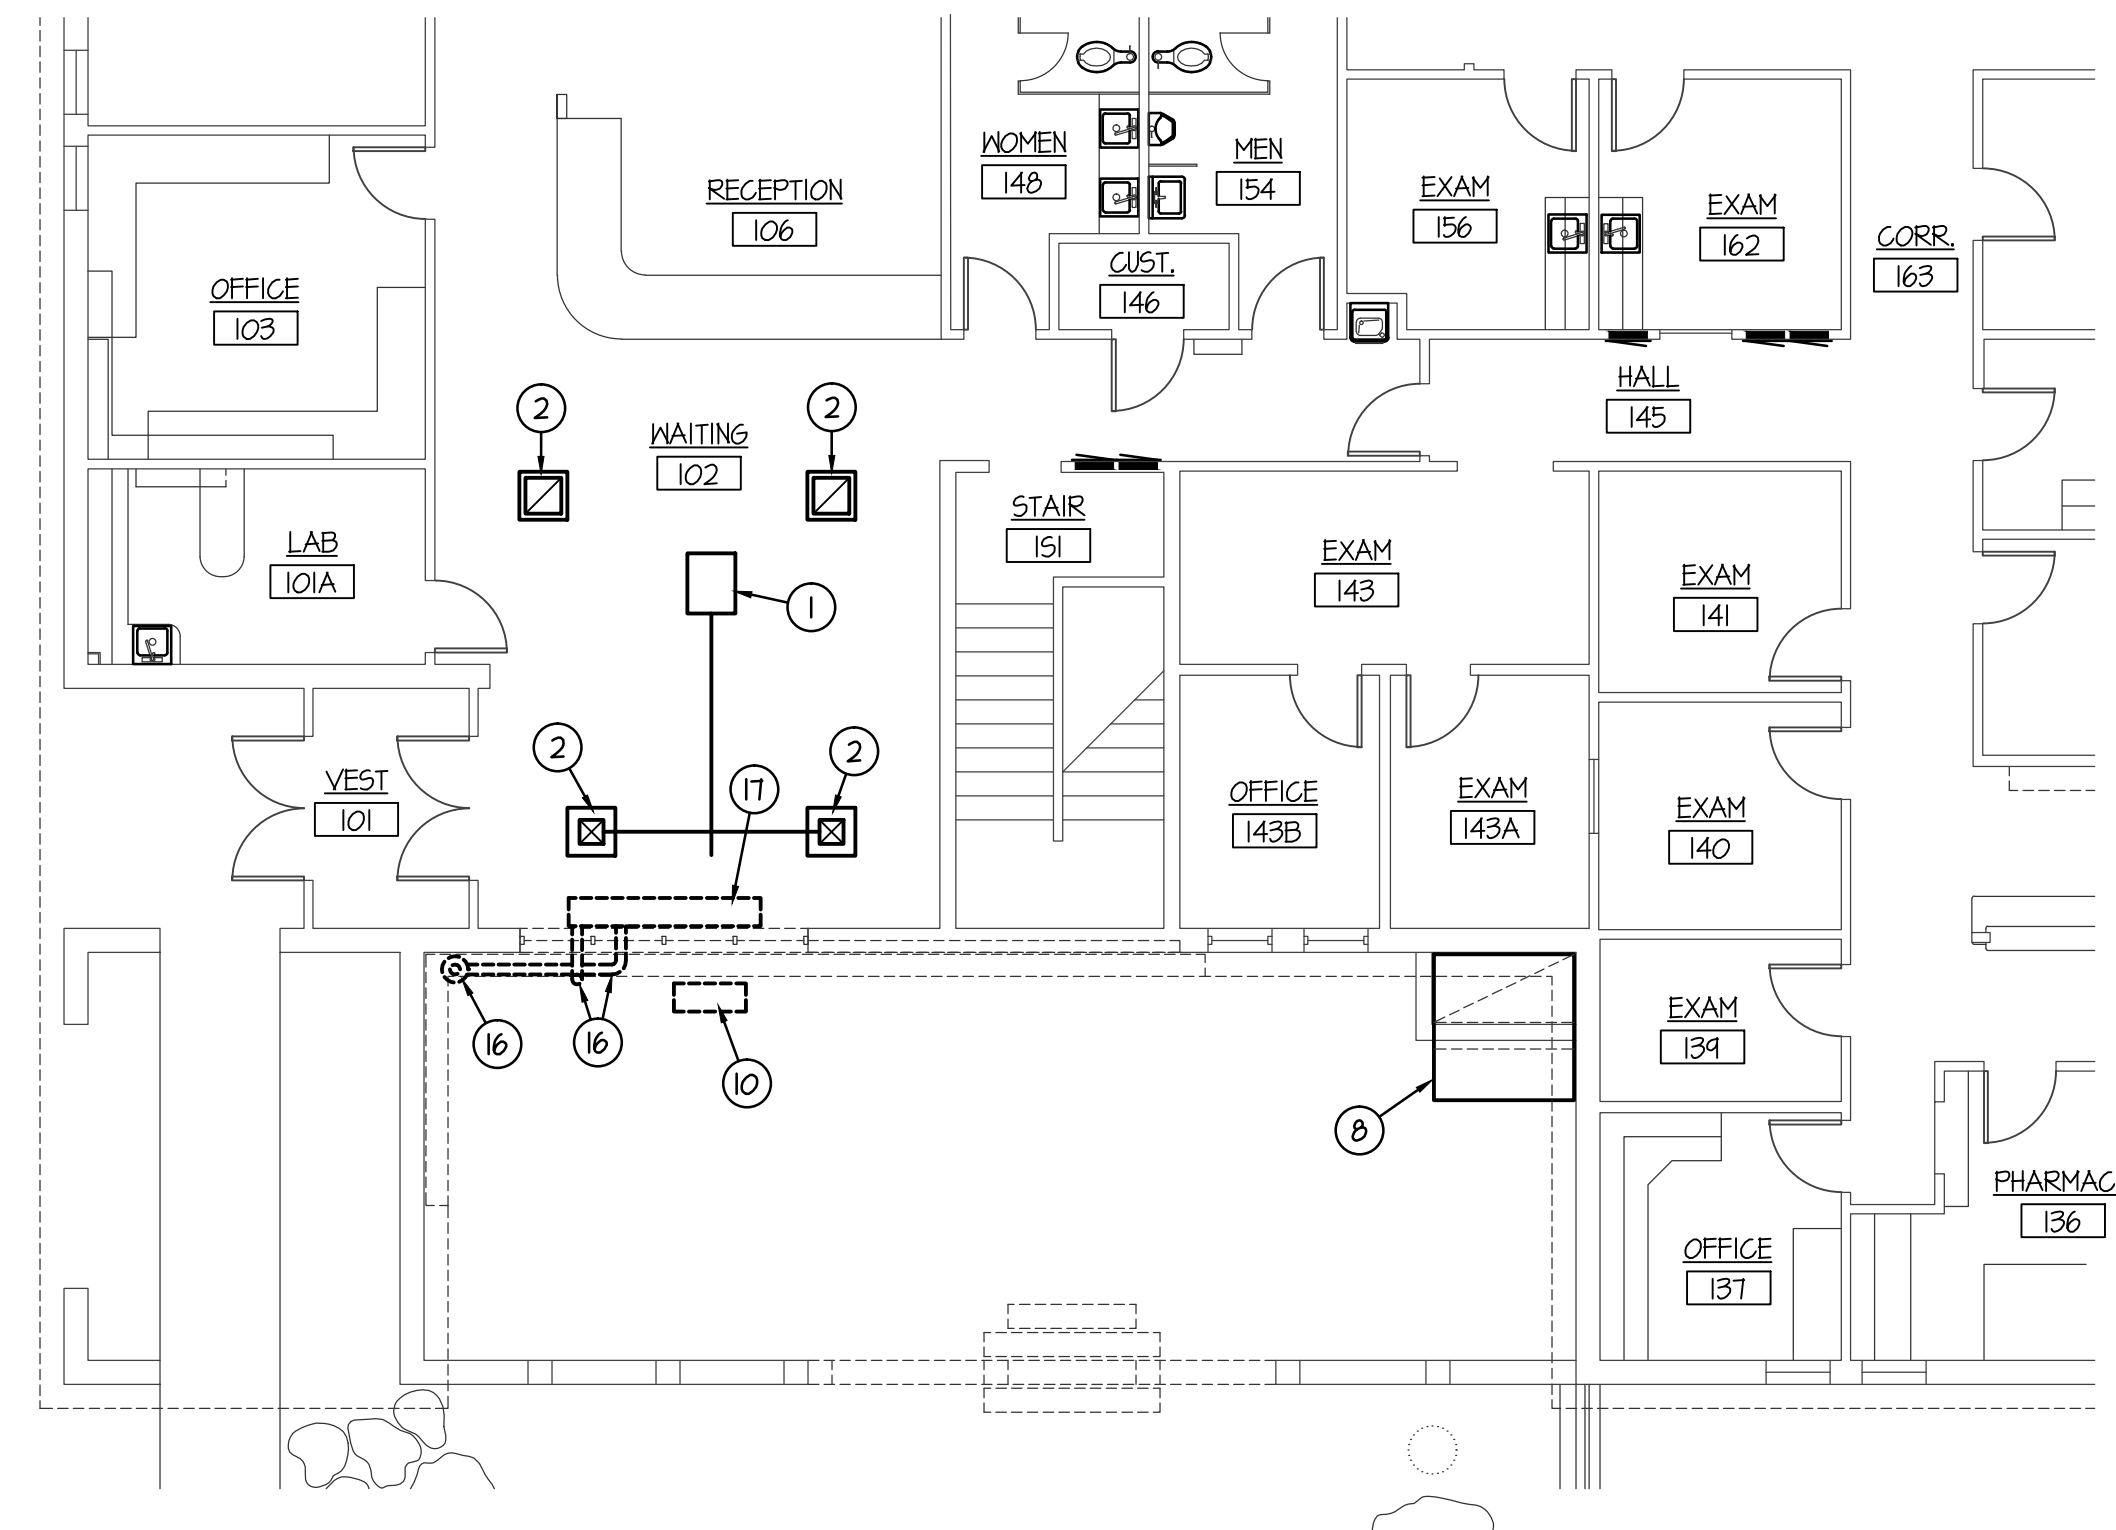 WOMEN
148
MEN
154
RECEPTION
106
EXAM
156
EXAM
162
CORR.
163
CUST.
146
OFFICE
103
HALL
145
2
2
WAITING
102
STAIR
151
LAB
101A
EXAM
143
EXAM
141
1
2
2
17
VEST
101
OFFICE
143B
EXAM
143A
EXAM
140
16
16
10
EXAM
139
8
PHARMAC
136
OFFICE
137